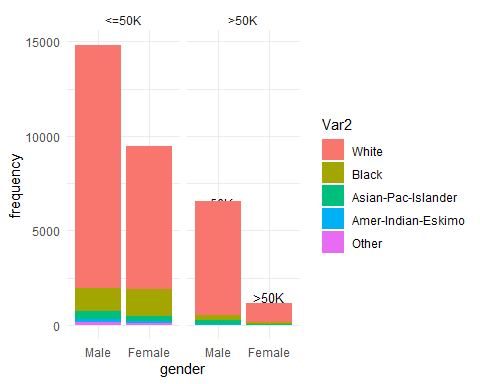 <=50K >50K
15000
10000
5000
0
frequency
>50K
Male Female Male Female
gender
Var2
White
Black
Asian-Pac-Islander
Amer-Indian-Eskimo
Other